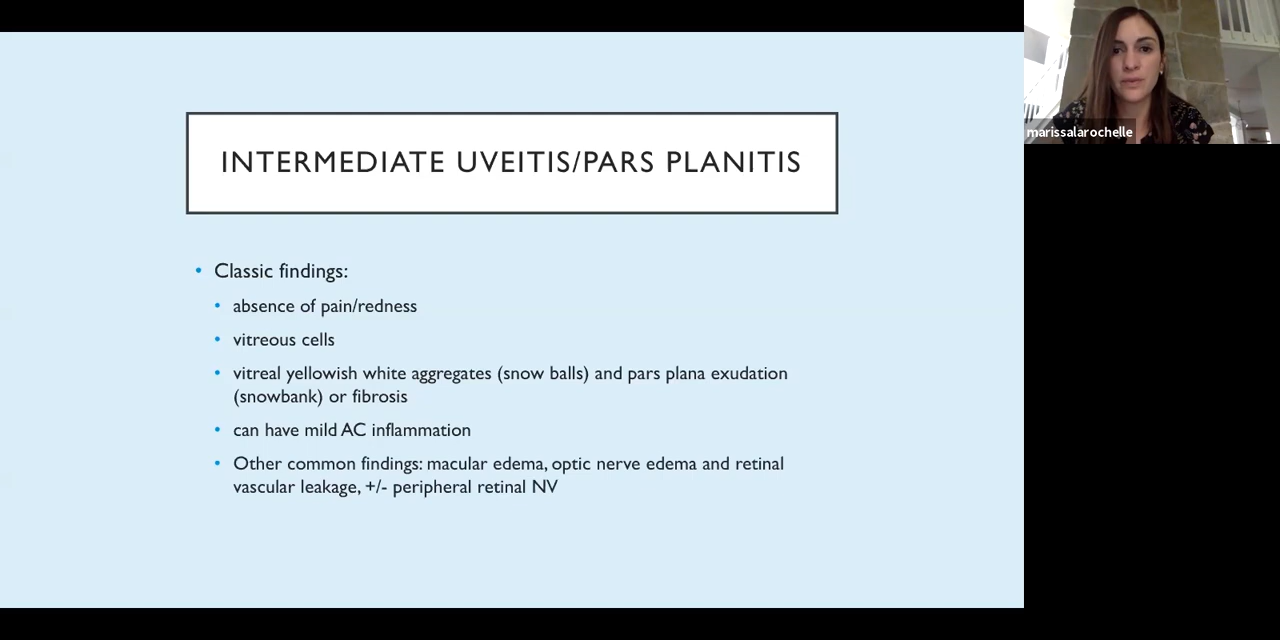 INTERMEDIATE UVEITIS/PARS PLANITIS
• Classic findings:
• absence of pain/redness
• vitreous cells
• vitreal yellowish white aggregates (snow balls) and pars plana exudation
(snowbank) or fibrosis
• can have mild AC inflammation
• Other common findings: macular edema, optic nerve edema and retinal
vascular leakage, +/- peripheral retinal NV
marissalarochelle